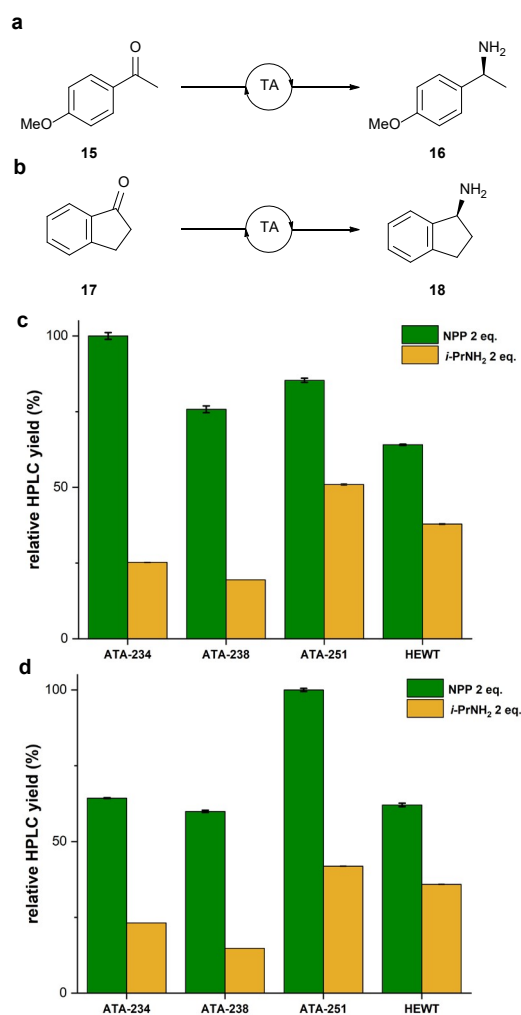 a
O
TA
NH₂
MeO
MeO
15
16
b
O
TA
NH₂
17
18
c
100
50
0
relative HPLC yield (%)
NPP 2 eq.
i-PrNH₂ 2 eq.
ATA-234 ATA-238 ATA-251 HEWT
d
100
50
0
relative HPLC yield (%)
NPP 2 eq.
i-PrNH₂ 2 eq.
ATA-234 ATA-238 ATA-251 HEWT